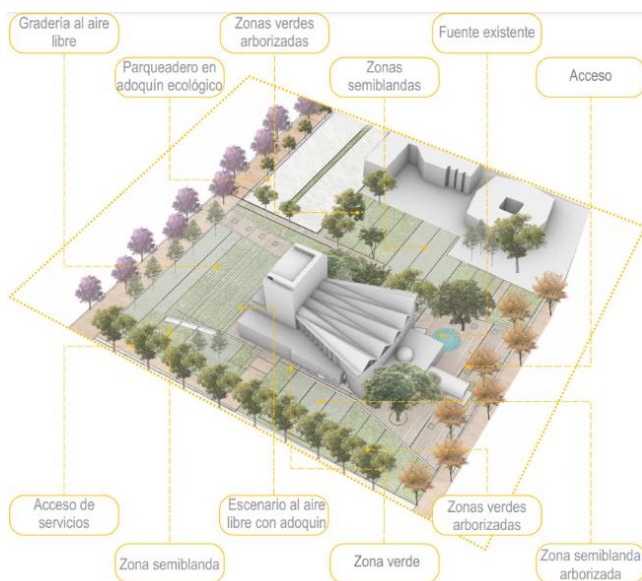 Gradería al aire
libre
Zonas verdes
arborizadas
Fuente existente
Parqueadero en
adoquín ecológico
Zonas
semiblandas
Acceso
Acceso de
servicios
Escenario al aire
libre con adoquin
Zonas verdes
arborizadas
Zona semiblanda
Zona verde
Zona semiblanda
arborizada